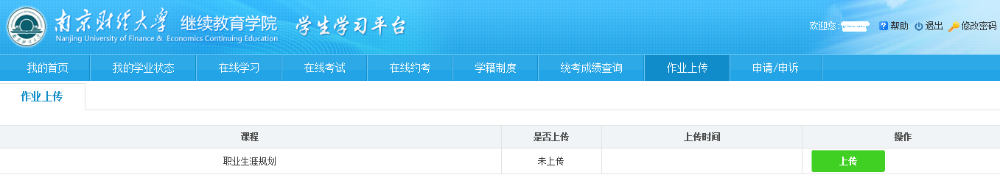 南京财经大学 继续教育学院 学生学习平台
Nanjing University of Finance & Economics Continuing Education
欢迎您: 帮助 退出 修改密码
我的首页 我的学业状态 在线学习 在线考试 在线约考 学籍制度 统考成绩查询 作业上传 申请/申诉
作业上传
课程 是否上传 上传时间 操作
职业生涯规划 未上传 上传